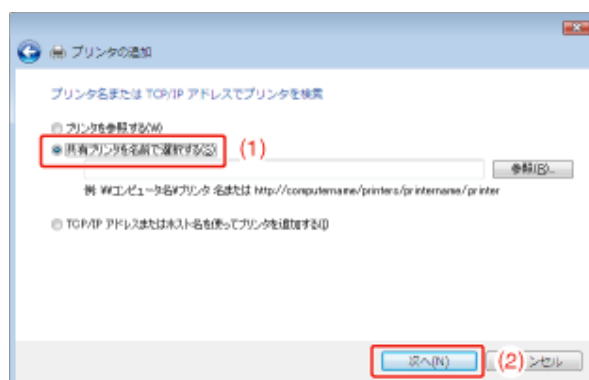 プリンタの追加
プリンタ名または TCP/IP アドレスでプリンタを検索
プリンタを参照する(W)
共有プリンタを名前で選択する(S) (1)
参照(R)...
例: ¥¥コンピュータ名¥プリンタ名または http://computername/printers/printername/printer
TCP/IP アドレスまたはホスト名を使ってプリンタを追加する(I)
次へ(N) (2) ンセル